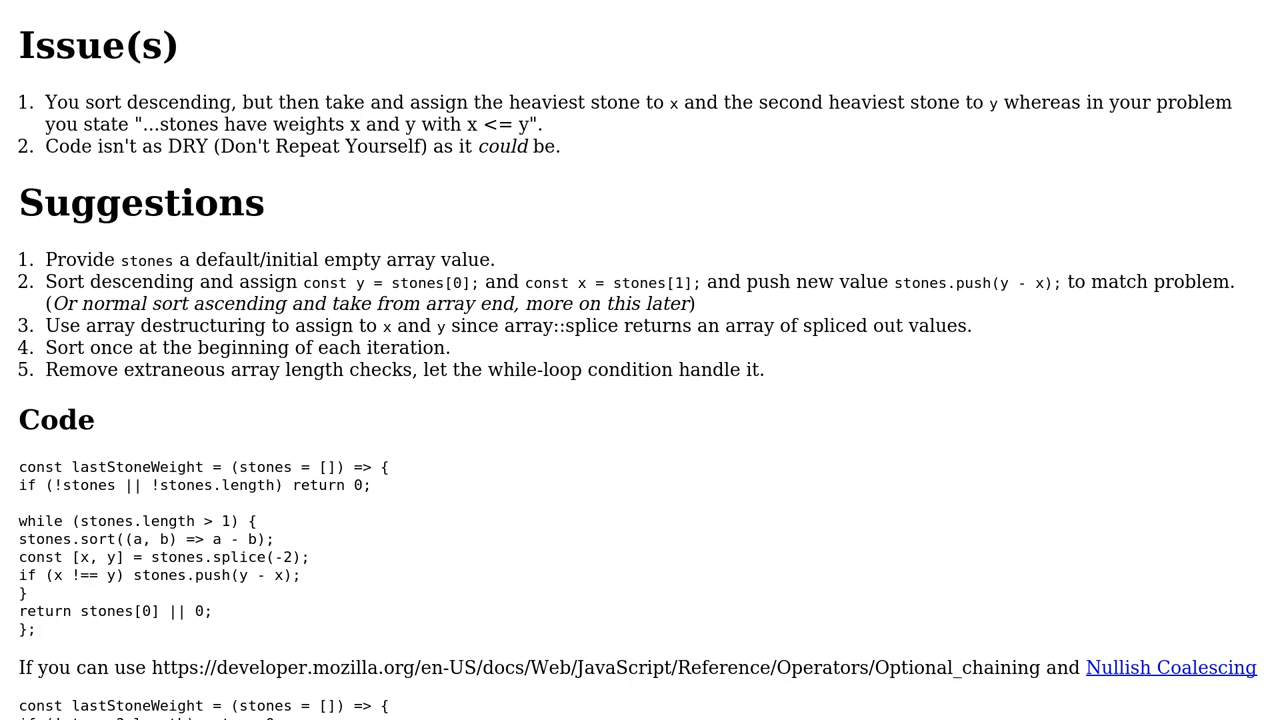 Issue(s)
1. You sort descending, but then take and assign the heaviest stone to x and the second heaviest stone to y whereas in your problem
you state "...stones have weights x and y with x <= y".
2. Code isn't as DRY (Don't Repeat Yourself) as it could be.
Suggestions
1. Provide stones a default/initial empty array value.
2. Sort descending and assign const y = stones[0]; and const x = stones[1]; and push new value stones.push(y - x); to match problem.
(Or normal sort ascending and take from array end, more on this later)
3. Use array destructuring to assign to x and y since array::splice returns an array of spliced out values.
4. Sort once at the beginning of each iteration.
5. Remove extraneous array length checks, let the while-loop condition handle it.
Code
const lastStoneWeight = (stones = []) => {
if (!stones || !stones.length) return 0;
while (stones.length > 1) {
stones.sort((a, b) => a - b);
const [x, y] = stones.splice(-2);
if (x !== y) stones.push(y - x);
}
return stones[0] || 0;
};
If you can use https://developer.mozilla.org/en-US/docs/Web/JavaScript/Reference/Operators/Optional_chaining and Nullish Coalescing
const lastStoneWeight = (stones = []) => {